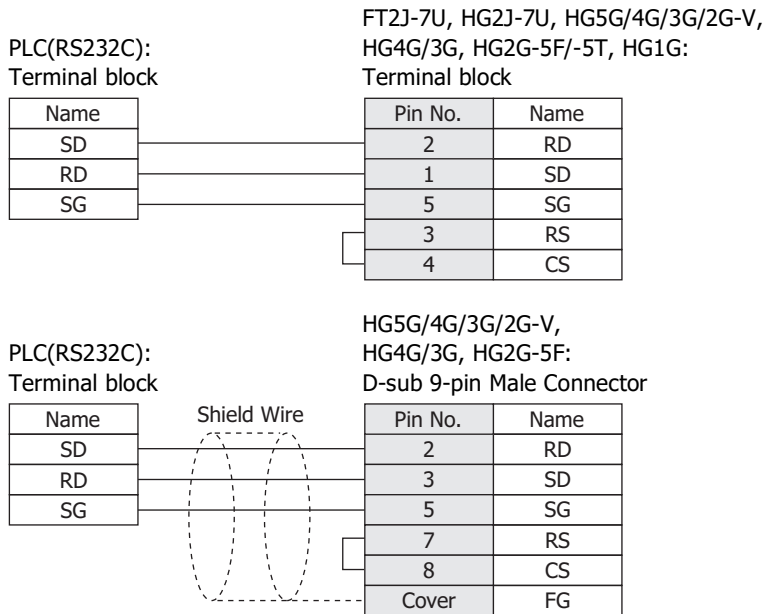 FT2J-7U, HG2J-7U, HG5G/4G/3G/2G-V,
PLC(RS232C): HG4G/3G, HG2G-5F/-5T, HG1G:
Terminal block Terminal block
Name Pin No. Name
SD 2 RD
RD 1 SD
SG 5 SG
3 RS
4 CS
HG5G/4G/3G/2G-V,
PLC(RS232C): HG4G/3G, HG2G-5F:
Terminal block D-sub 9-pin Male Connector
Name Shield Wire Pin No. Name
SD 2 RD
RD 3 SD
SG 5 SG
7 RS
8 CS
Cover FG